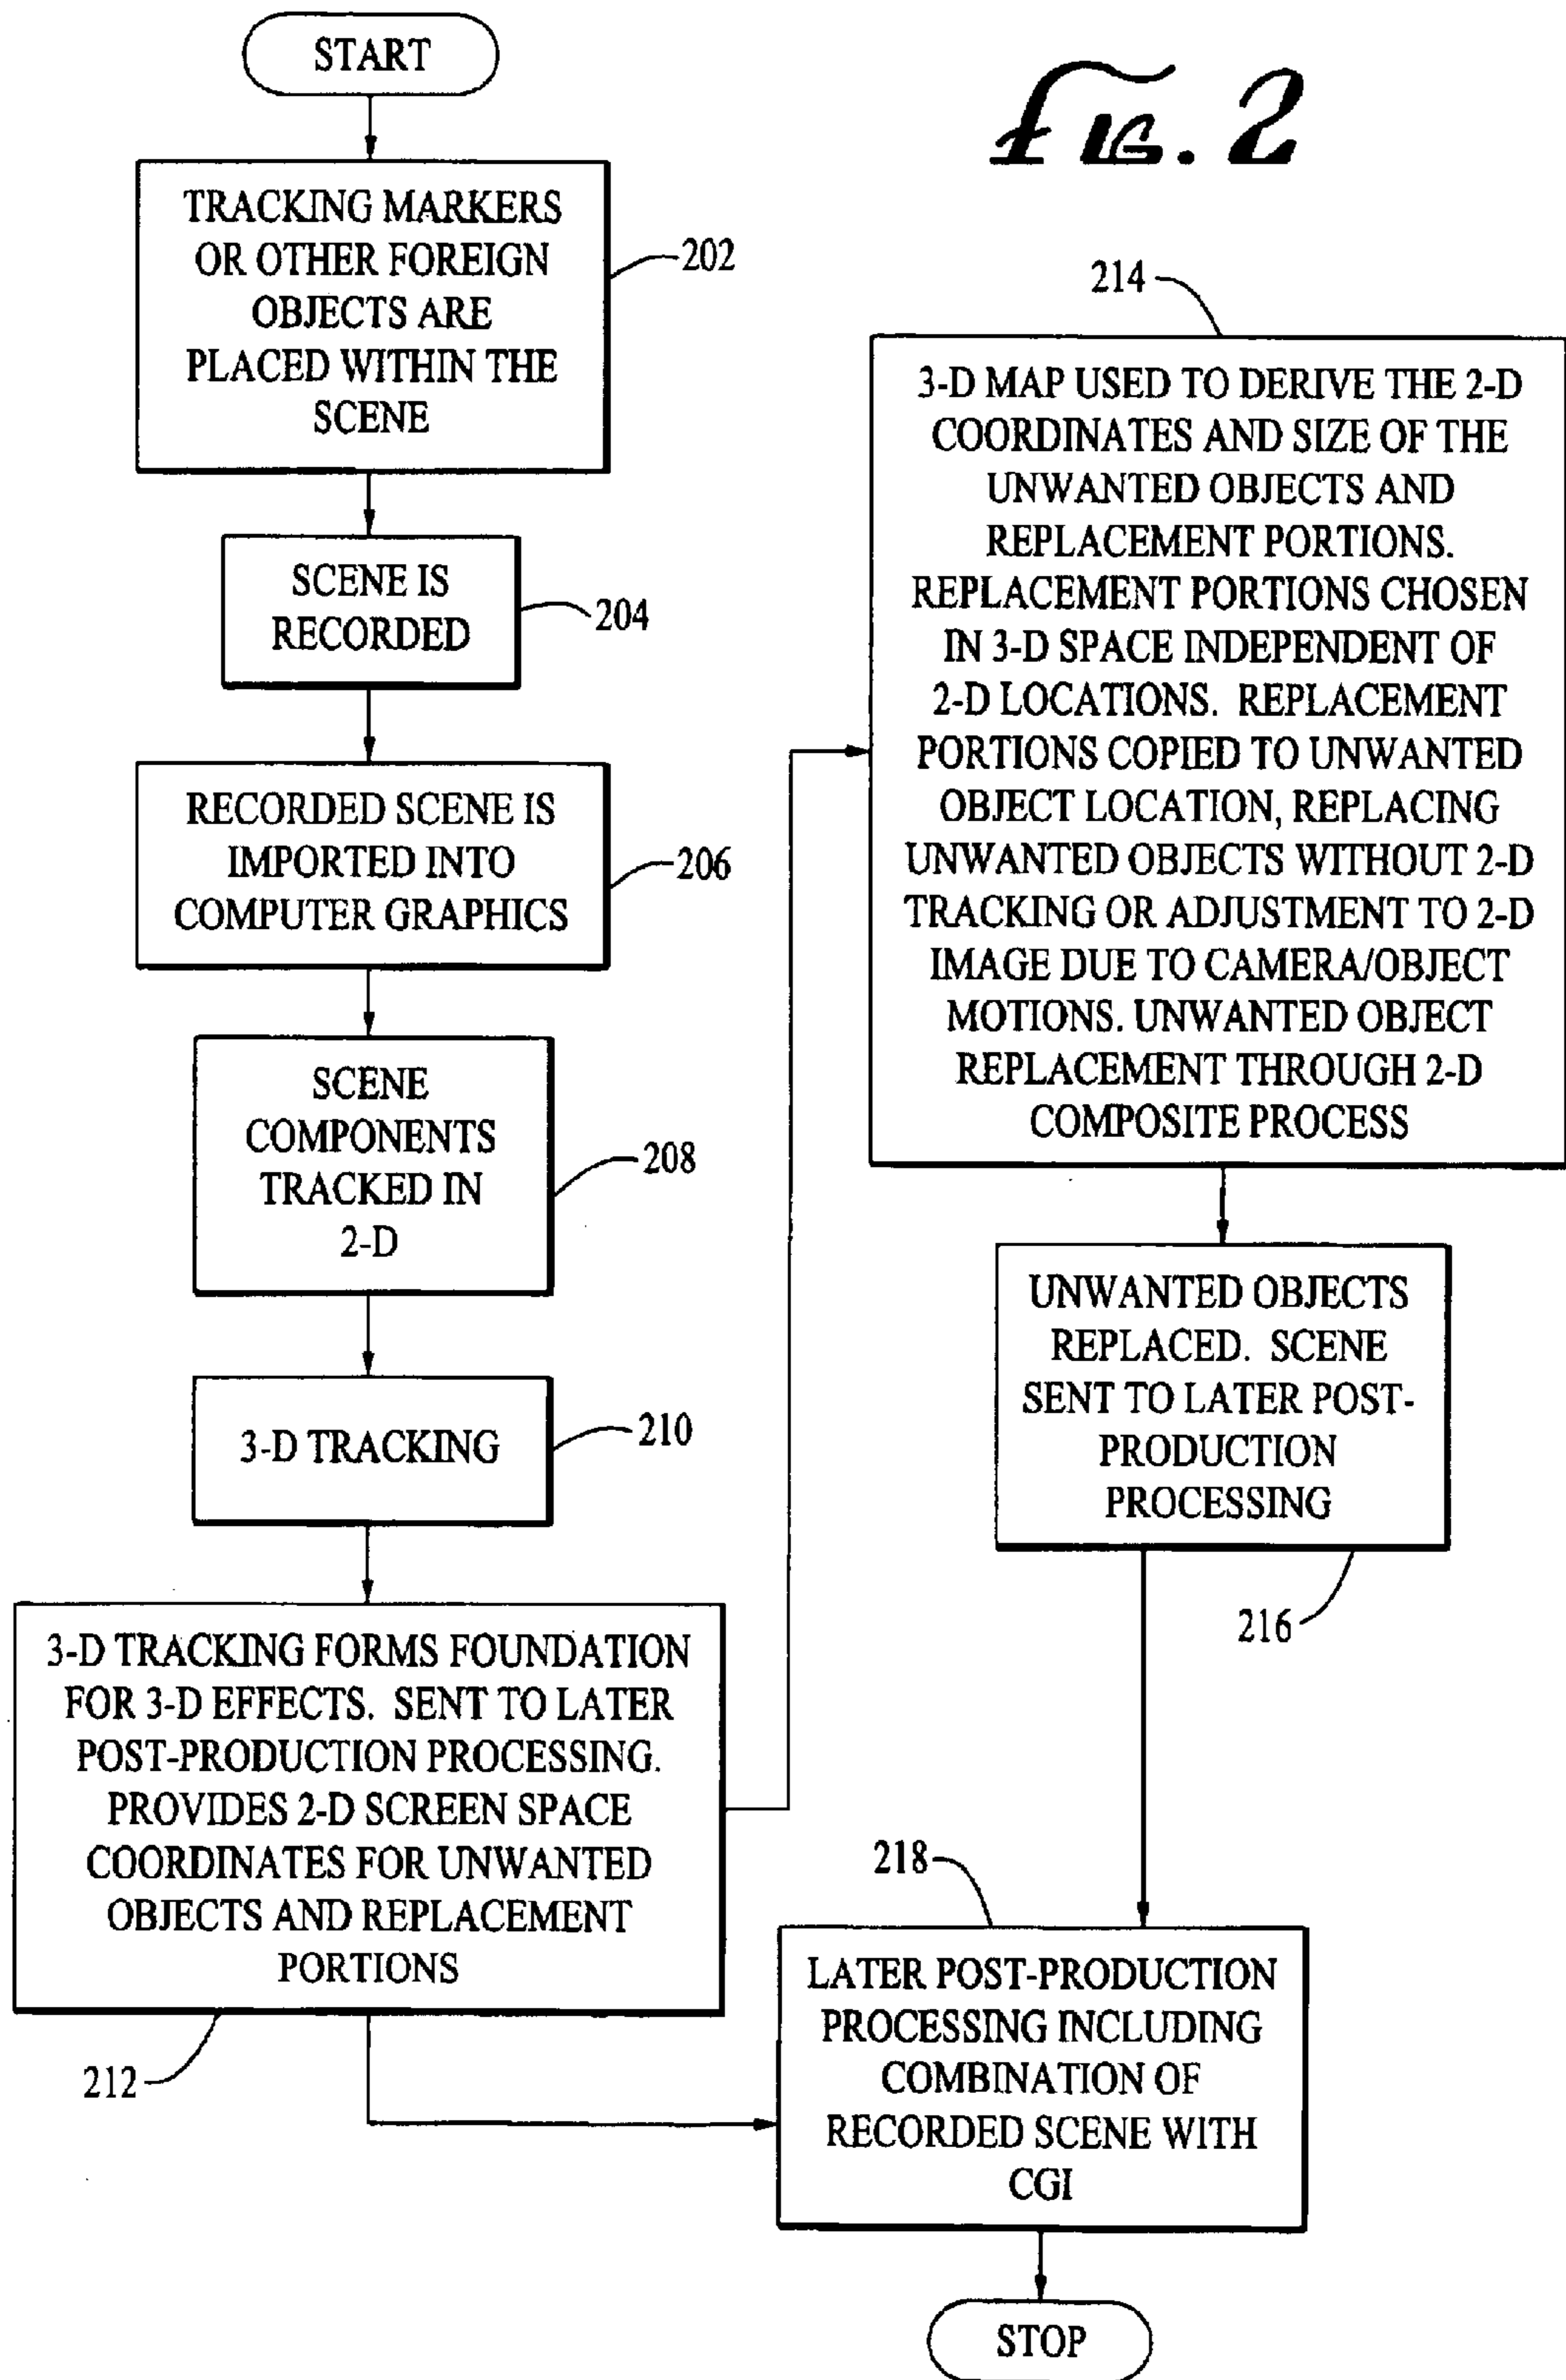 START
FIG. 2
TRACKING MARKERS
OR OTHER FOREIGN
OBJECTS ARE
PLACED WITHIN THE
SCENE
202
SCENE IS
RECORDED
204
RECORDED SCENE IS
IMPORTED INTO
COMPUTER GRAPHICS
206
SCENE
COMPONENTS
TRACKED IN
2-D
208
3-D TRACKING
210
3-D TRACKING FORMS FOUNDATION
FOR 3-D EFFECTS. SENT TO LATER
POST-PRODUCTION PROCESSING.
PROVIDES 2-D SCREEN SPACE
COORDINATES FOR UNWANTED
OBJECTS AND REPLACEMENT
PORTIONS
212
214
3-D MAP USED TO DERIVE THE 2-D
COORDINATES AND SIZE OF THE
UNWANTED OBJECTS AND
REPLACEMENT PORTIONS.
REPLACEMENT PORTIONS CHOSEN
IN 3-D SPACE INDEPENDENT OF
2-D LOCATIONS. REPLACEMENT
PORTIONS COPIED TO UNWANTED
OBJECT LOCATION, REPLACING
UNWANTED OBJECTS WITHOUT 2-D
TRACKING OR ADJUSTMENT TO 2-D
IMAGE DUE TO CAMERA/OBJECT
MOTIONS. UNWANTED OBJECT
REPLACEMENT THROUGH 2-D
COMPOSITE PROCESS
UNWANTED OBJECTS
REPLACED. SCENE
SENT TO LATER POST-
PRODUCTION
PROCESSING
216
218
LATER POST-PRODUCTION
PROCESSING INCLUDING
COMBINATION OF
RECORDED SCENE WITH
CGI
STOP